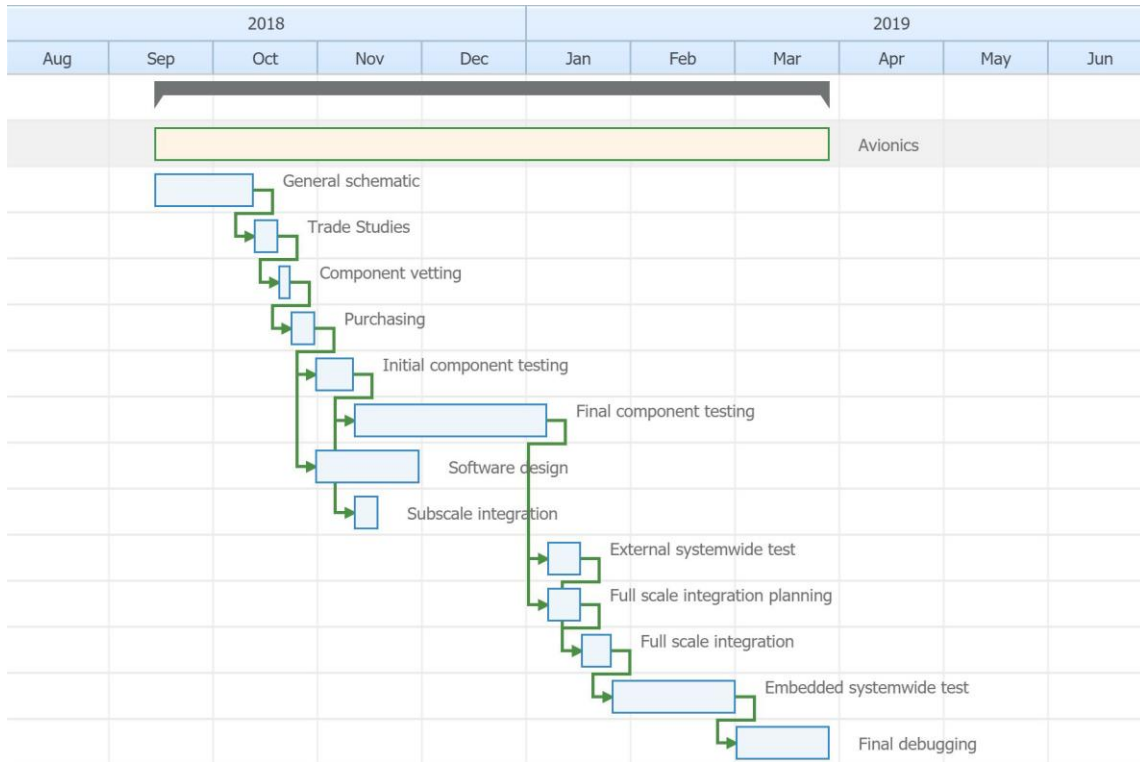 2018 2019
Aug Sep Oct Nov Dec Jan Feb Mar Apr May Jun
Avionics
General schematic
Trade Studies
Component vetting
Purchasing
Initial component testing
Final component testing
Software design
Subscale integration
External systemwide test
Full scale integration planning
Full scale integration
Embedded systemwide test
Final debugging